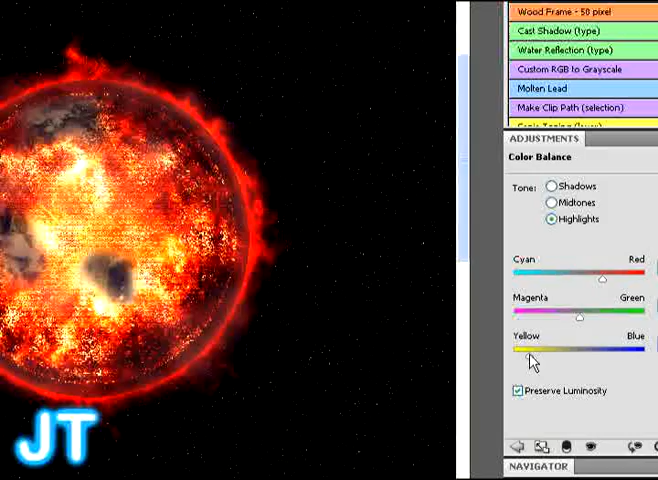 Wood Frame - 50 pixel
Cast Shadow (type)
Water Reflection (type)
Custom RGB to Grayscale
Molten Lead
Make Clip Path (selection)
ADJUSTMENTS
Color Balance
Tone:
Shadows
Midtones
Highlights
Cyan Red
Magenta Green
Yellow Blue
Preserve Luminosity
NAVIGATOR
JT